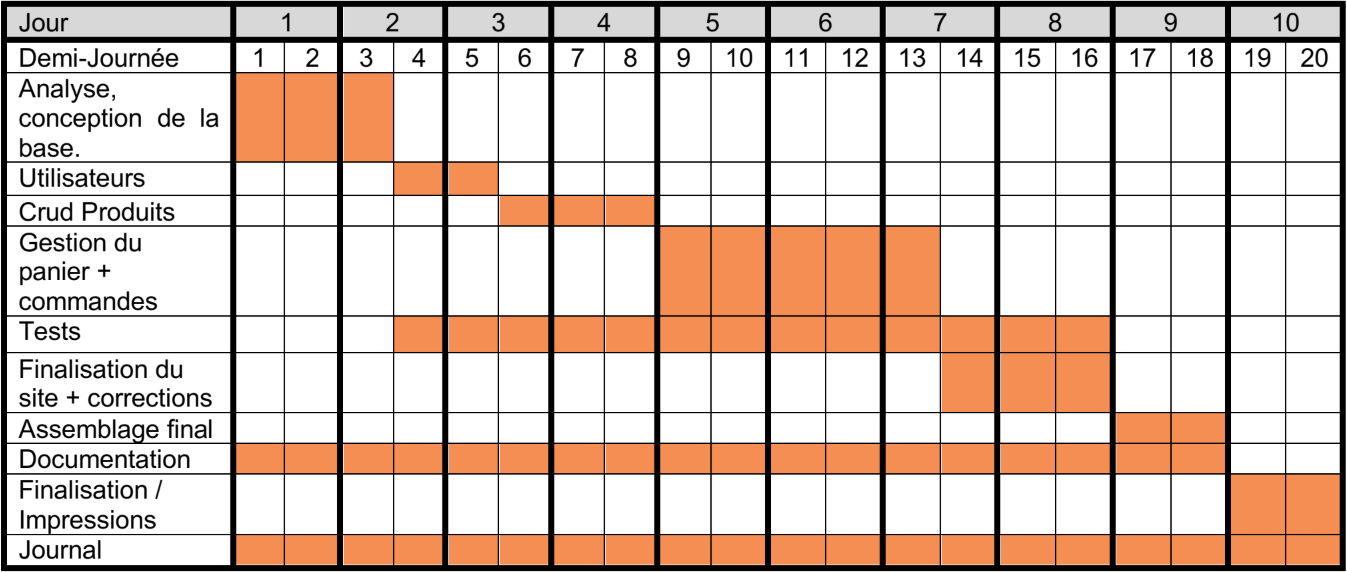 Jour 1 2 3 4 5 6 7 8 9 10
Demi-Journée 1 2 3 4 5 6 7 8 9 10 11 12 13 14 15 16 17 18 19 20
Analyse,
conception de la
base.
Utilisateurs
Crud Produits
Gestion du
panier +
commandes
Tests
Finalisation du
site + corrections
Assemblage final
Documentation
Finalisation /
Impressions
Journal